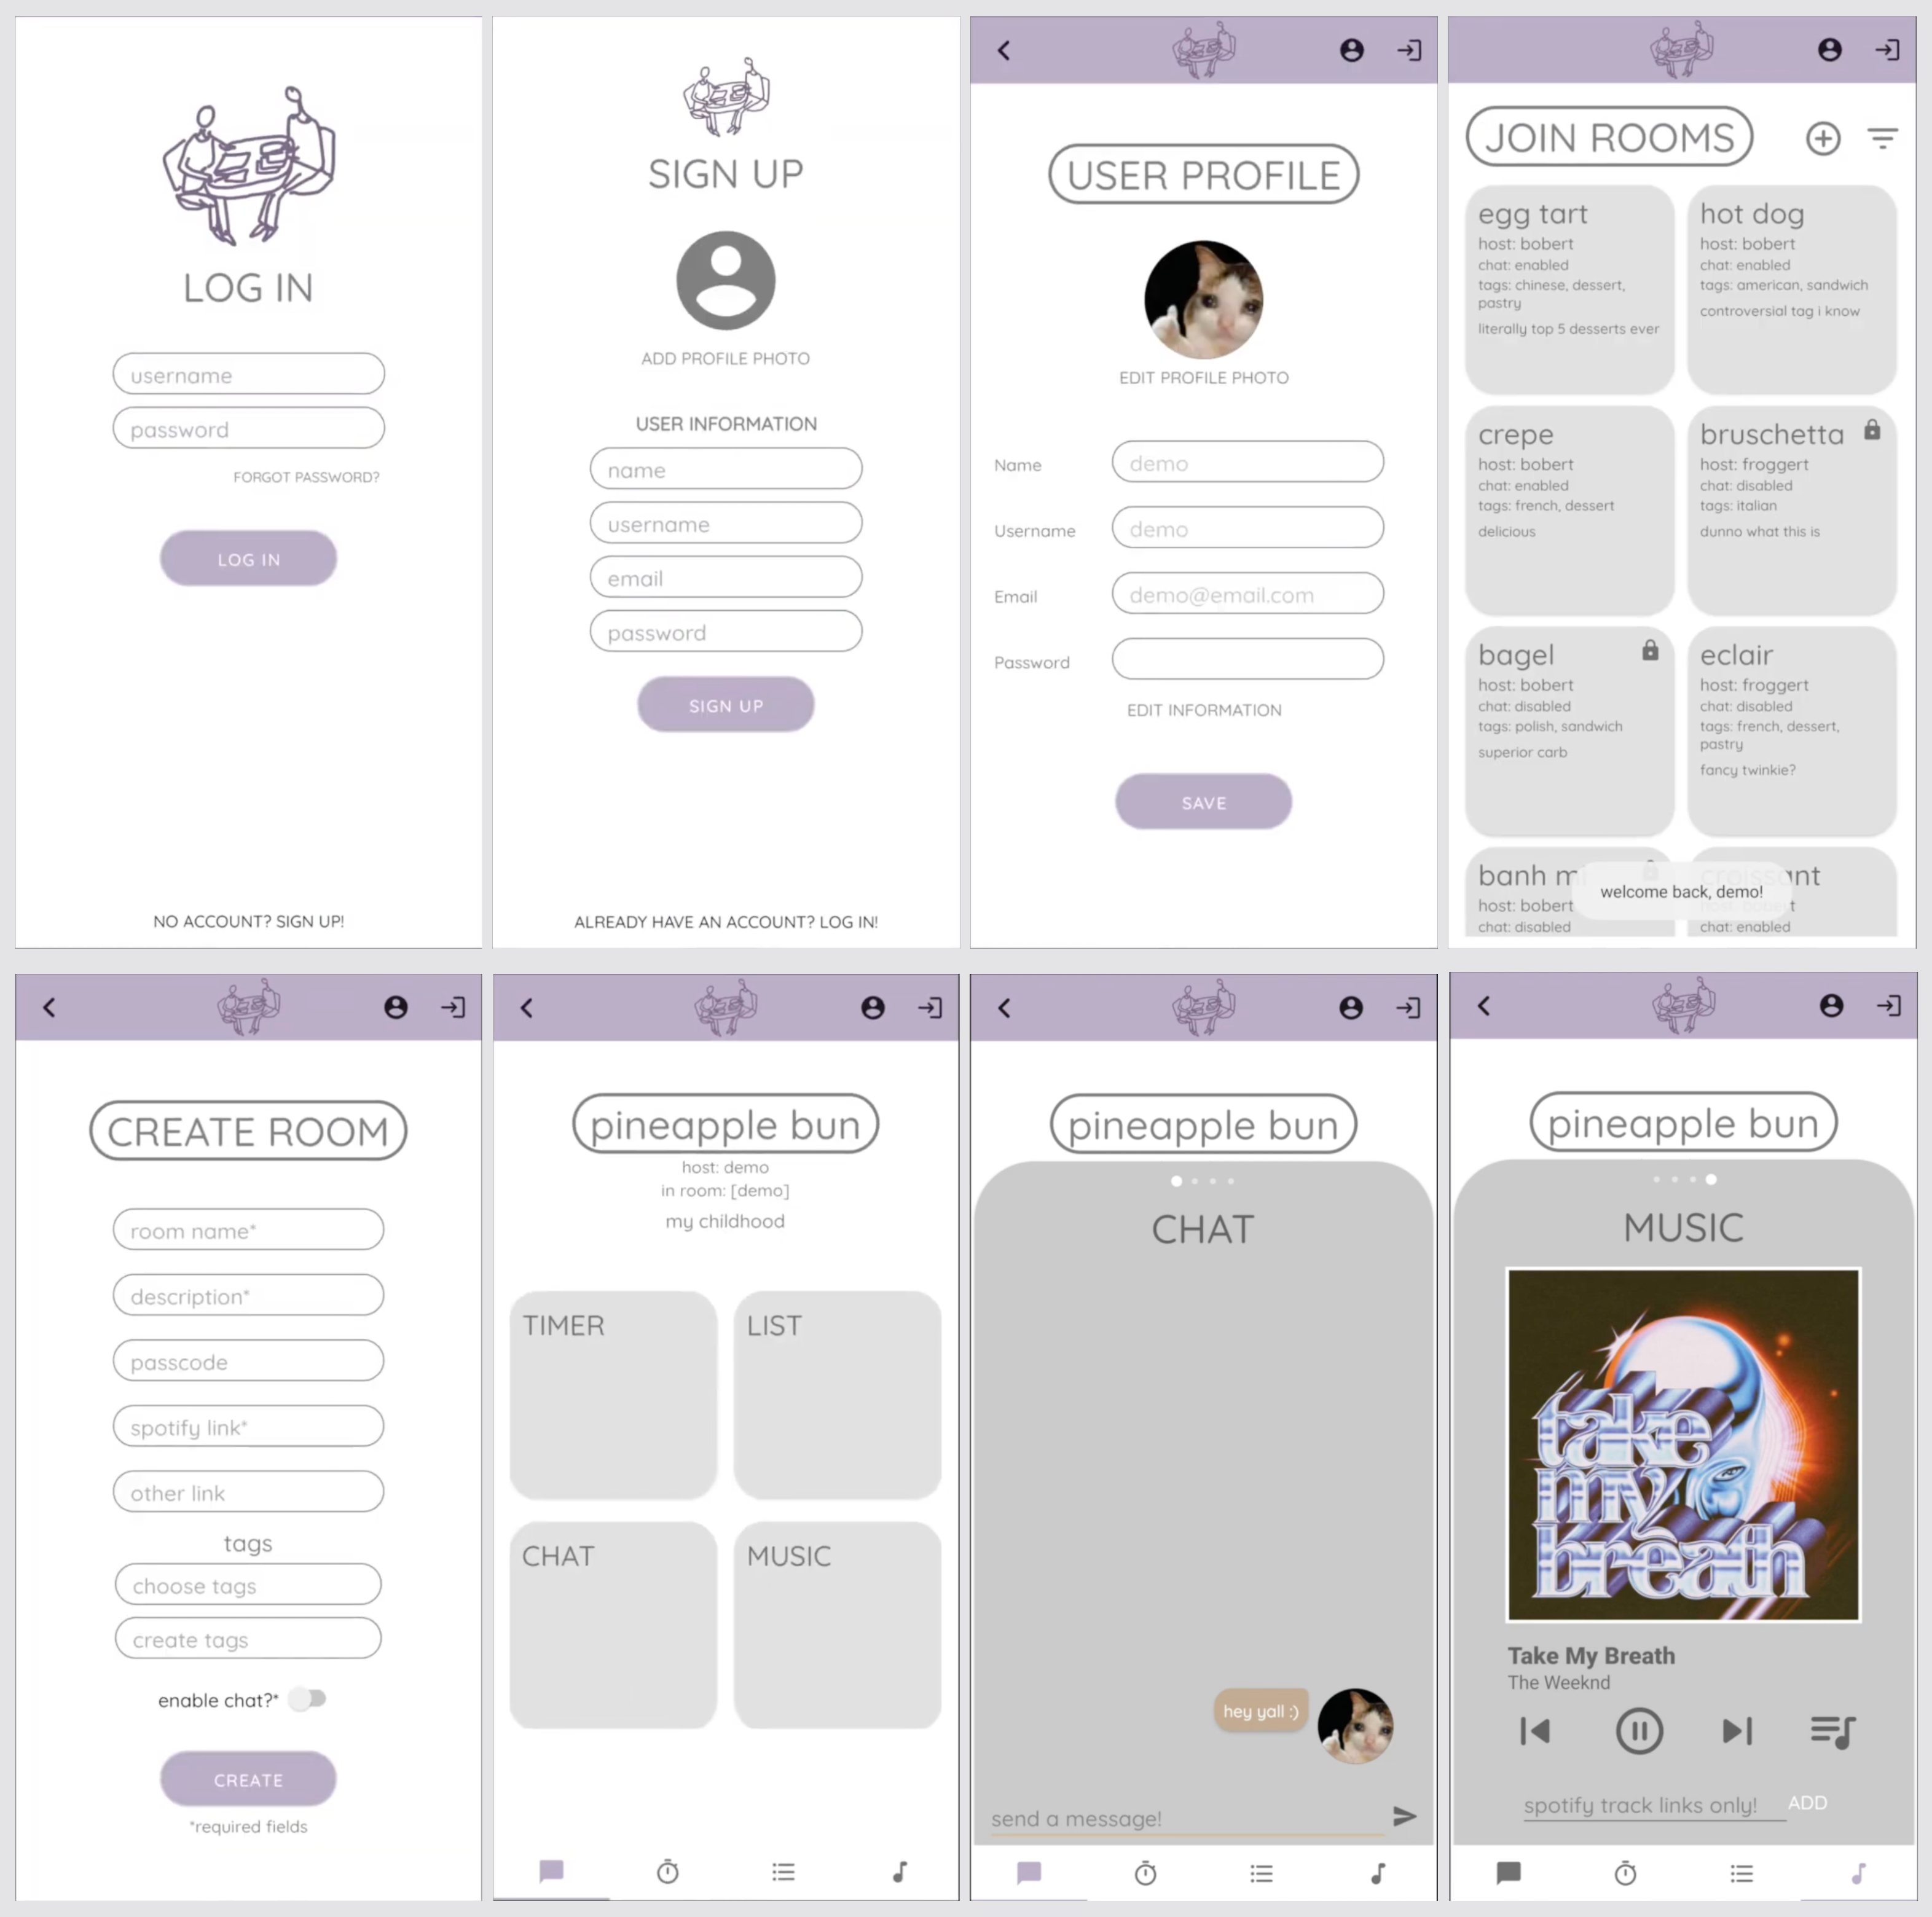 LOG IN
username
password
FORGOT PASSWORD?
LOG IN
NO ACCOUNT? SIGN UP!
SIGN UP
ADD PROFILE PHOTO
USER INFORMATION
name
username
email
password
SIGN UP
ALREADY HAVE AN ACCOUNT? LOG IN!
USER PROFILE
EDIT PROFILE PHOTO
Name
demo
Username
demo
Email
demo@email.com
Password
EDIT INFORMATION
SAVE
JOIN ROOMS
egg tart
host: bobert
chat: enabled
tags: chinese, dessert,
pastry
literally top 5 desserts ever
hot dog
host: bobert
chat: enabled
tags: american, sandwich
controversial tag i know
crepe
host: bobert
chat: enabled
tags: french, dessert
delicious
bruschetta
host: froggert
chat: disabled
tags: italian
dunno what this is
bagel
host: bobert
chat: disabled
tags: polish, sandwich
superior carb
eclair
host: froggert
chat: disabled
tags: french, dessert,
pastry
fancy twinkie?
banh mi
host: bobert
chat: disabled
croissant
chat: enabled
welcome back, demo!
CREATE ROOM
room name*
description*
passcode
spotify link*
other link
tags
choose tags
create tags
enable chat?*
CREATE
*required fields
pineapple bun
host: demo
in room: [demo]
my childhood
TIMER
LIST
CHAT
MUSIC
pineapple bun
CHAT
hey yall :)
send a message!
pineapple bun
MUSIC
take
my
breath
Take My Breath
The Weeknd
spotify track links only!
ADD